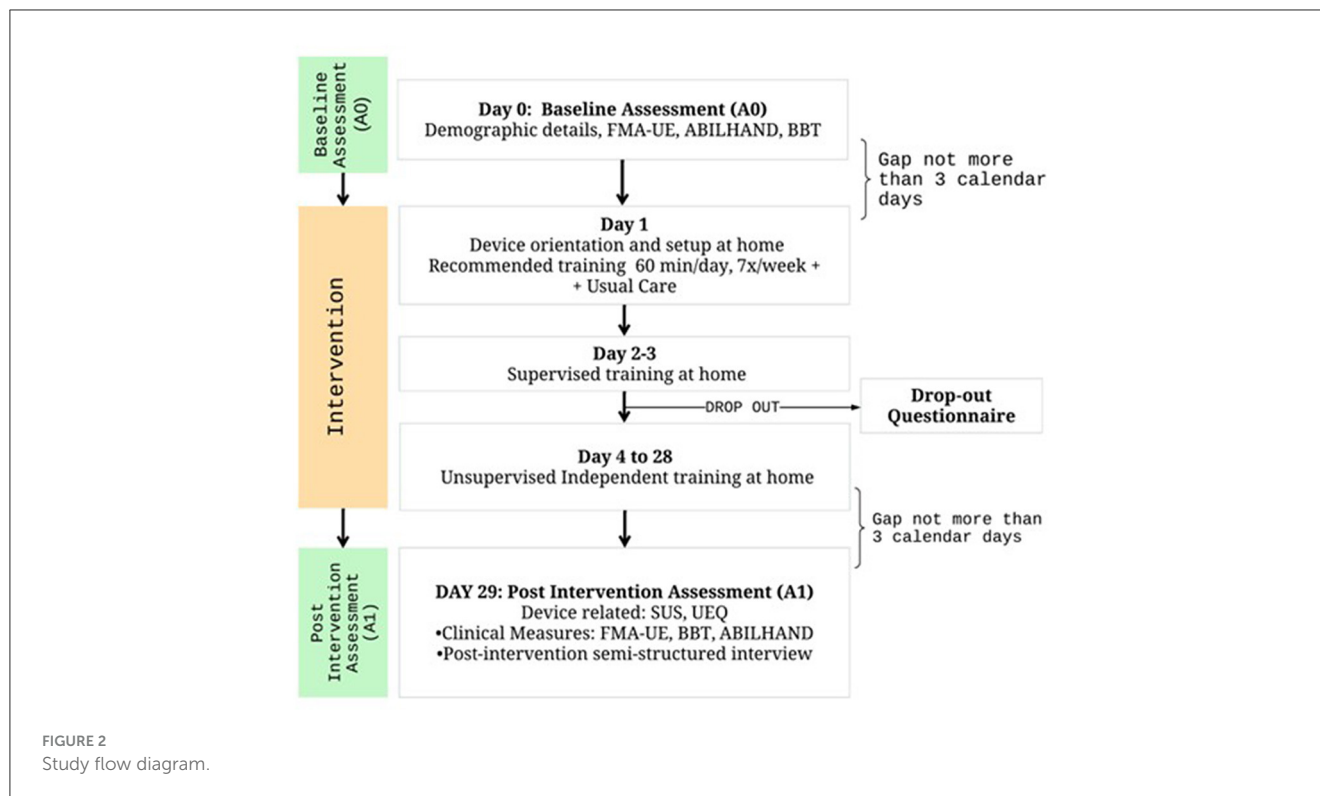 Baseline
Assessment
(A0)
Day 0:  Baseline Assessment (A0)
Demographic details, FMA-UE, ABILHAND, BBT
Gap not more
than 3 calendar
days
Intervention
Day 1
Device orientation and setup at home
Recommended training  60 min/day, 7x/week +
+ Usual Care
Day 2-3
Supervised training at home
DROP OUT
Drop-out
Questionnaire
Day 4 to 28
Unsupervised Independent training at home
Gap not more than
3 calendar days
Post
Intervention
Assessment
(A1)
DAY 29: Post Intervention Assessment (A1)
Device related: SUS, UEQ
•Clinical Measures: FMA-UE, BBT, ABILHAND
•Post-intervention semi-structured interview
FIGURE 2
Study flow diagram.